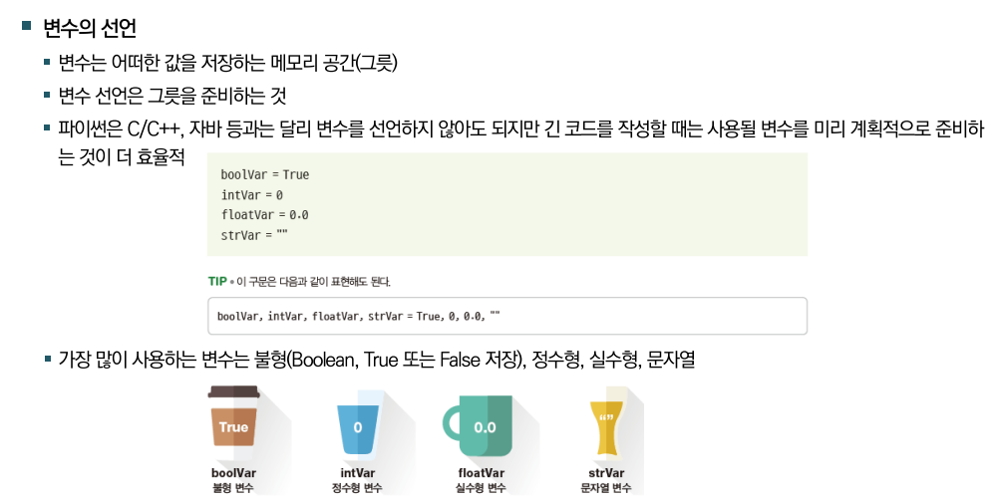 변수의 선언
변수는 어떠한 값을 저장하는 메모리 공간(그릇)
변수 선언은 그릇을 준비하는 것
파이썬은 C/C++, 자바 등과는 달리 변수를 선언하지 않아도 되지만 긴 코드를 작성할 때는 사용될 변수를 미리 계획적으로 준비하
는 것이 더 효율적
boolVar = True
intVar = 0
floatVar = 0.0
strVar = ""
TIP • 이 구문은 다음과 같이 표현해도 된다.
boolVar, intVar, floatVar, strVar = True, 0, 0.0, ""
가장 많이 사용하는 변수는 불형(Boolean, True 또는 False 저장), 정수형, 실수형, 문자열
True 0 0.0 “”
boolVar intVar floatVar strVar
불형 변수 정수형 변수 실수형 변수 문자열 변수